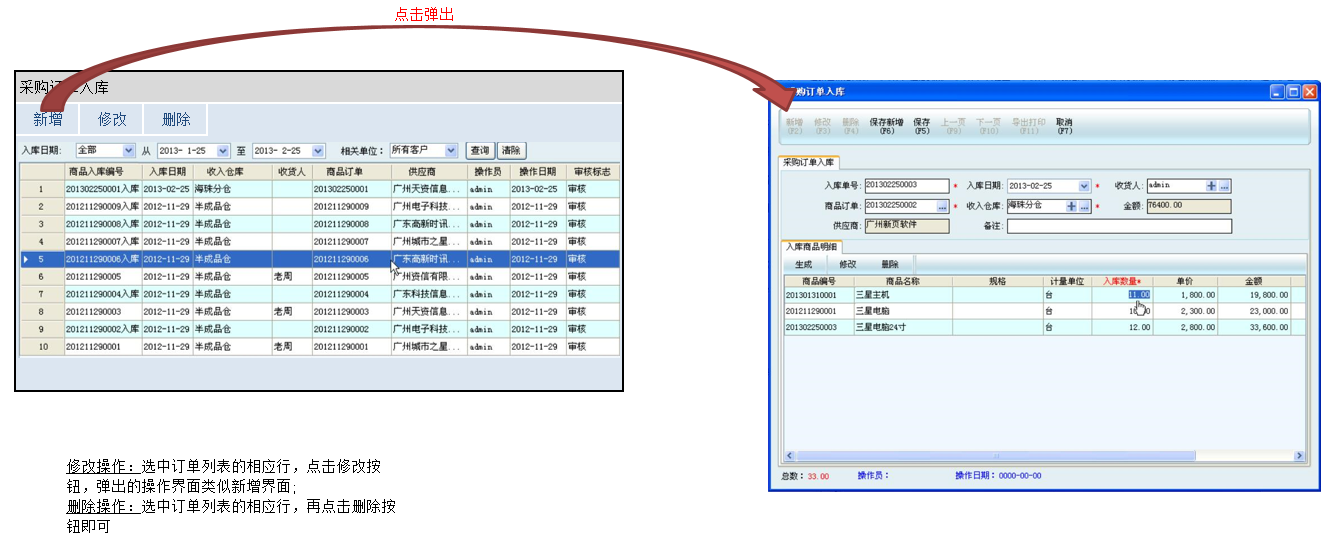 点击弹出
采购订单入库
新增 修改 删除
入库日期: 全部 从 2013- 1-25 至 2013- 2-25 相关单位: 所有客户 查询 清除
商品入库编号 入库日期 收入仓库 收货人 商品订单 供应商 操作员 操作日期 审核标志
1 201302250001入库 2013-02-25 海珠分仓 201302250001 广州天资信息... admin 2013-02-25 审核
2 201211290009入库 2012-11-29 半成品仓 201211290009 广州电子科技... admin 2012-11-29 审核
3 201211290008入库 2012-11-29 半成品仓 201211290008 广东高新时讯... admin 2012-11-29 审核
4 201211290007入库 2012-11-29 半成品仓 201211290007 广州城市之星... admin 2012-11-29 审核
5 201211290006入库 2012-11-29 半成品仓 201211290006 广东高新时讯... admin 2012-11-29 审核
6 201211290005 2012-11-29 半成品仓 老周 201211290005 广州资信有限... admin 2012-11-29 审核
7 201211290004入库 2012-11-29 半成品仓 201211290004 广东科技信息... admin 2012-11-29 审核
8 201211290003 2012-11-29 半成品仓 老周 201211290003 广州天资信息... admin 2012-11-29 审核
9 201211290002入库 2012-11-29 半成品仓 201211290002 广州电子科技... admin 2012-11-29 审核
10 201211290001 2012-11-29 半成品仓 老周 201211290001 广州城市之星... admin 2012-11-29 审核
修改操作：选中订单列表的相应行，点击修改按
钮，弹出的操作界面类似新增界面;
删除操作：选中订单列表的相应行，再点击删除按
钮即可
采购订单入库
新增 修改 删除 保存新增 保存 上一页 下一页 导出打印 取消
(F2) (F3) (F4) (F6) (F5) (F9) (F10) (F11) (F7)
采购订单入库
入库单号: 201302250003 * 入库日期: 2013-02-25 * 收货人: admin
商品订单: 201302250002 ... * 收入仓库: 海珠分仓 * 金额: 76400.00
供应商: 广州新页软件 备注:
入库商品明细
生成 修改 删除
商品编号 商品名称 规格 计量单位 入库数量* 单价 金额
201301310001 三星主机 台 11.00 1,800.00 19,800.00
201211290001 三星电脑 台 2,300.00 23,000.00
201302250003 三星电脑24寸 台 12.00 2,800.00 33,600.00
总数: 33.00 操作员: 操作日期: 0000-00-00